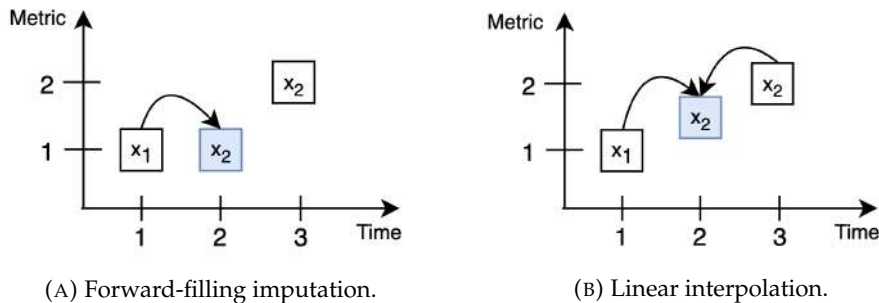 Metric
2
x2
1
x1
x2
1
2
3
Time
(A) Forward-filling imputation.
Metric
2
x2
x2
1
x1
1
2
3
Time
(B) Linear interpolation.